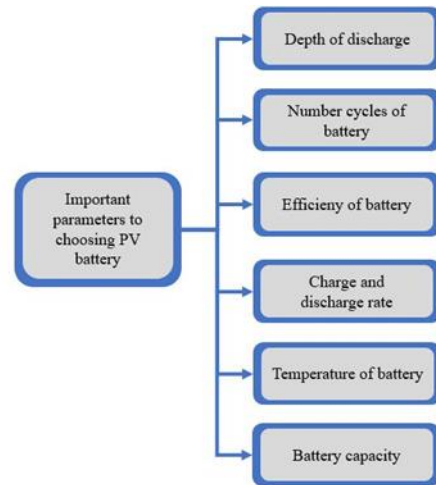 Depth of discharge
Number cycles of
battery
Important
parameters to
choosing PV
battery
Efficieny of battery
Charge and
discharge rate
Temperature of battery
Battery capacity